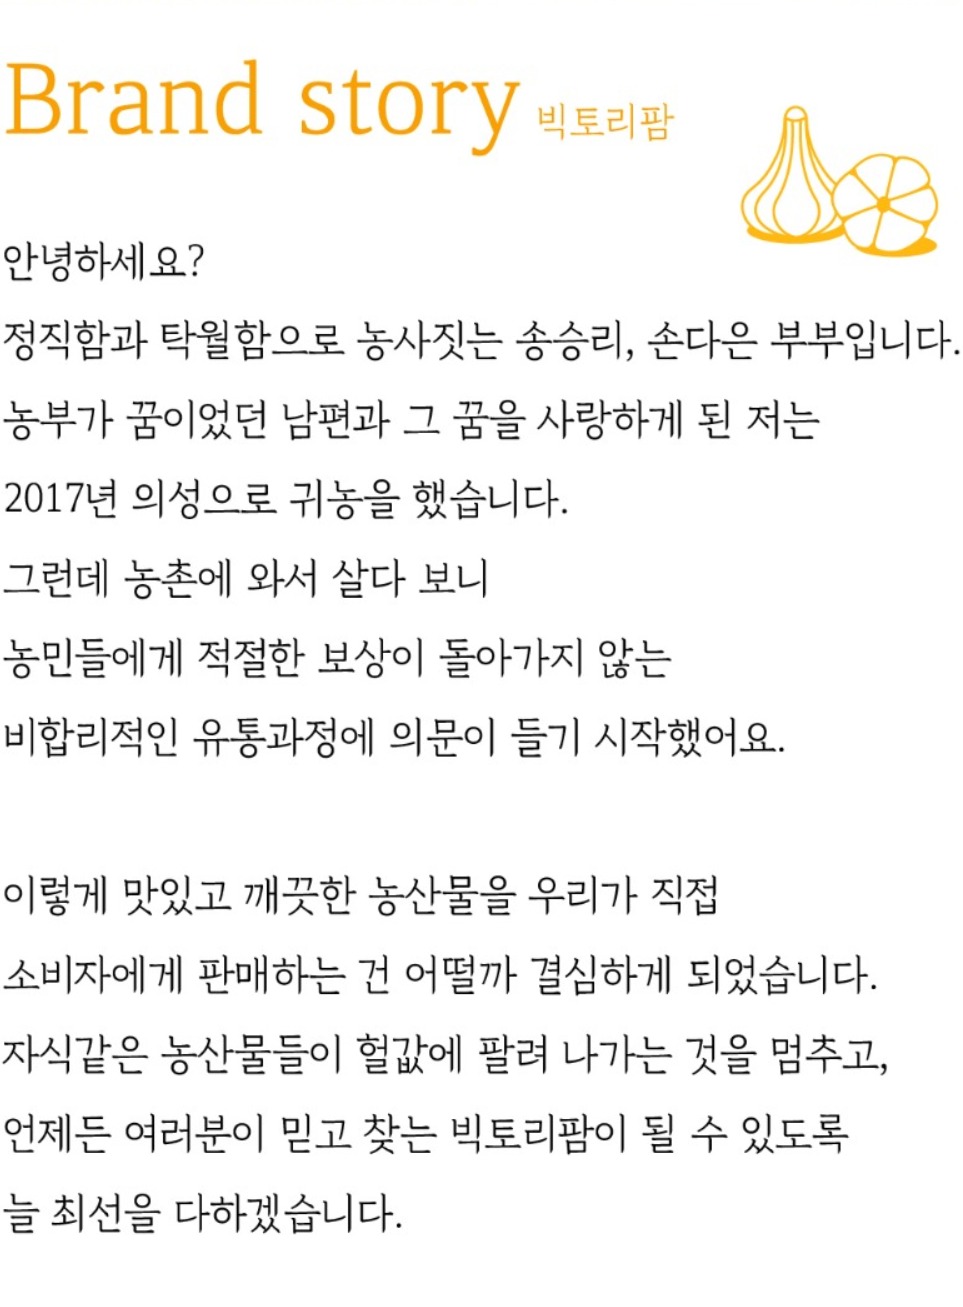 Brand story 빅토리팜
안녕하세요?
정직함과 탁월함으로 농사짓는 송승리, 손다은 부부입니다.
농부가 꿈이었던 남편과 그 꿈을 사랑하게 된 저는
2017년 의성으로 귀농을 했습니다.
그런데 농촌에 와서 살다 보니
농민들에게 적절한 보상이 돌아가지 않는
비합리적인 유통과정에 의문이 들기 시작했어요.
이렇게 맛있고 깨끗한 농산물을 우리가 직접
소비자에게 판매하는 건 어떨까 결심하게 되었습니다.
자식같은 농산물들이 헐값에 팔려 나가는 것을 멈추고,
언제든 여러분이 믿고 찾는 빅토리팜이 될 수 있도록
늘 최선을 다하겠습니다.